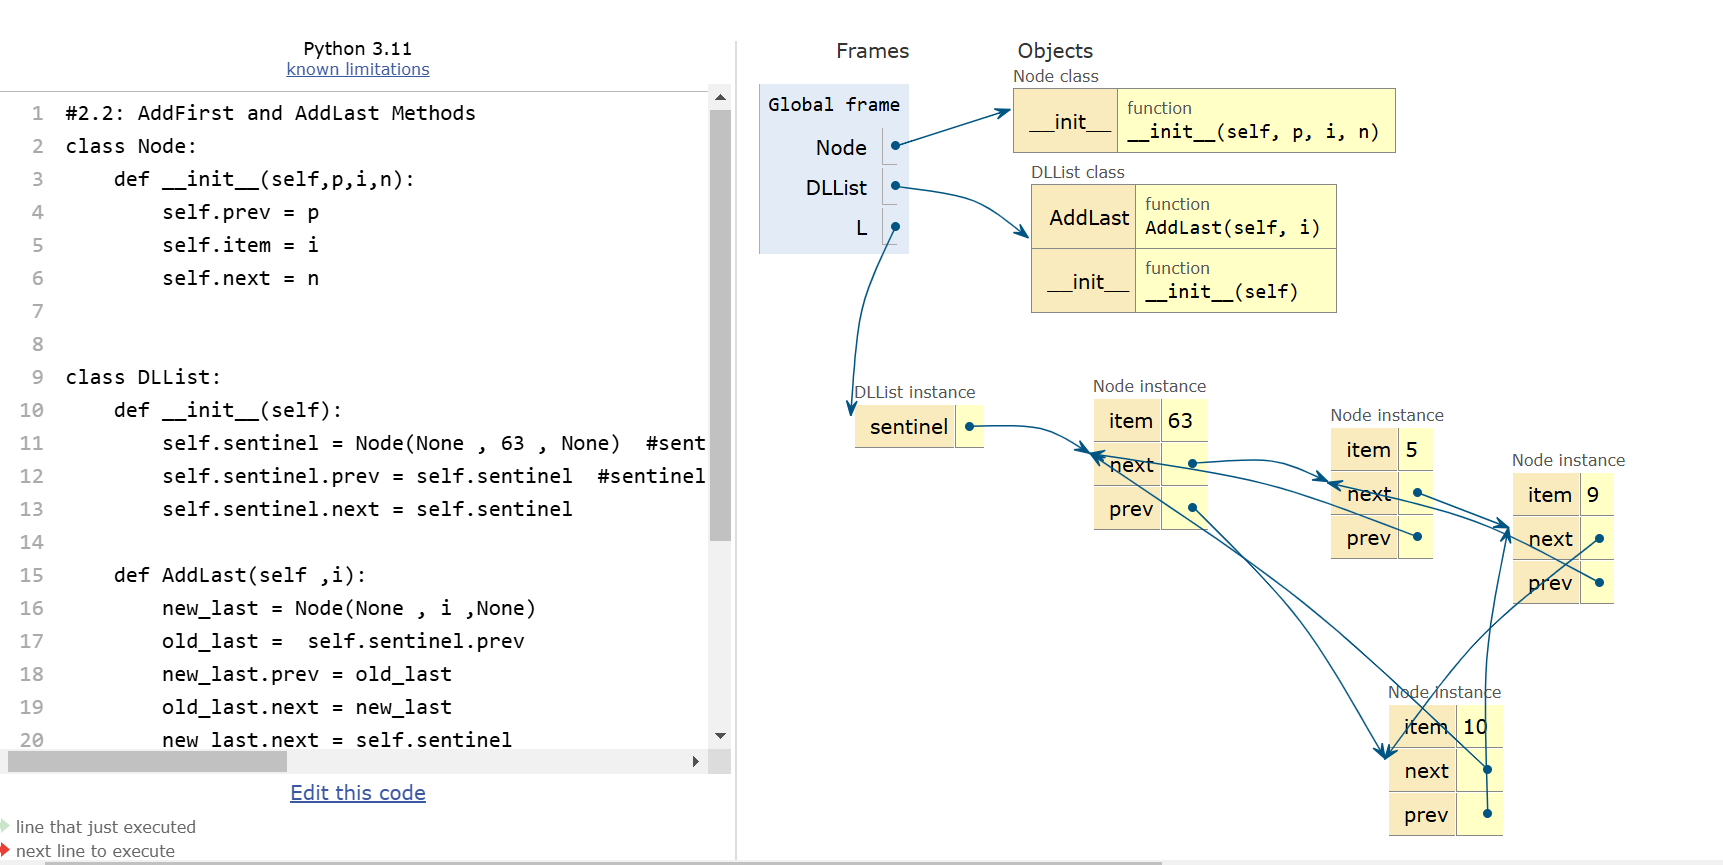 Python 3.11
known limitations
1 #2.2: AddFirst and AddLast Methods
2 class Node:
3     def __init__(self,p,i,n):
4         self.prev = p
5         self.item = i
6         self.next = n
7
8
9 class DLList:
10     def __init__(self):
11         self.sentinel = Node(None , 63 , None)  #sent
12         self.sentinel.prev = self.sentinel  #sentinel
13         self.sentinel.next = self.sentinel
14
15     def AddLast(self ,i):
16         new_last = Node(None , i ,None)
17         old_last =  self.sentinel.prev
18         new_last.prev = old_last
19         old_last.next = new_last
20         new_last.next = self.sentinel
Edit this code
line that just executed
next line to execute
Frames
Objects
Global frame
Node
DLList
L
Node class
__init__
function
__init__(self, p, i, n)
DLList class
AddLast
function
AddLast(self, i)
__init__
function
__init__(self)
DLList instance
sentinel
Node instance
item 63
next
prev
Node instance
item 5
next
prev
Node instance
item 9
next
prev
Node instance
item 10
next
prev